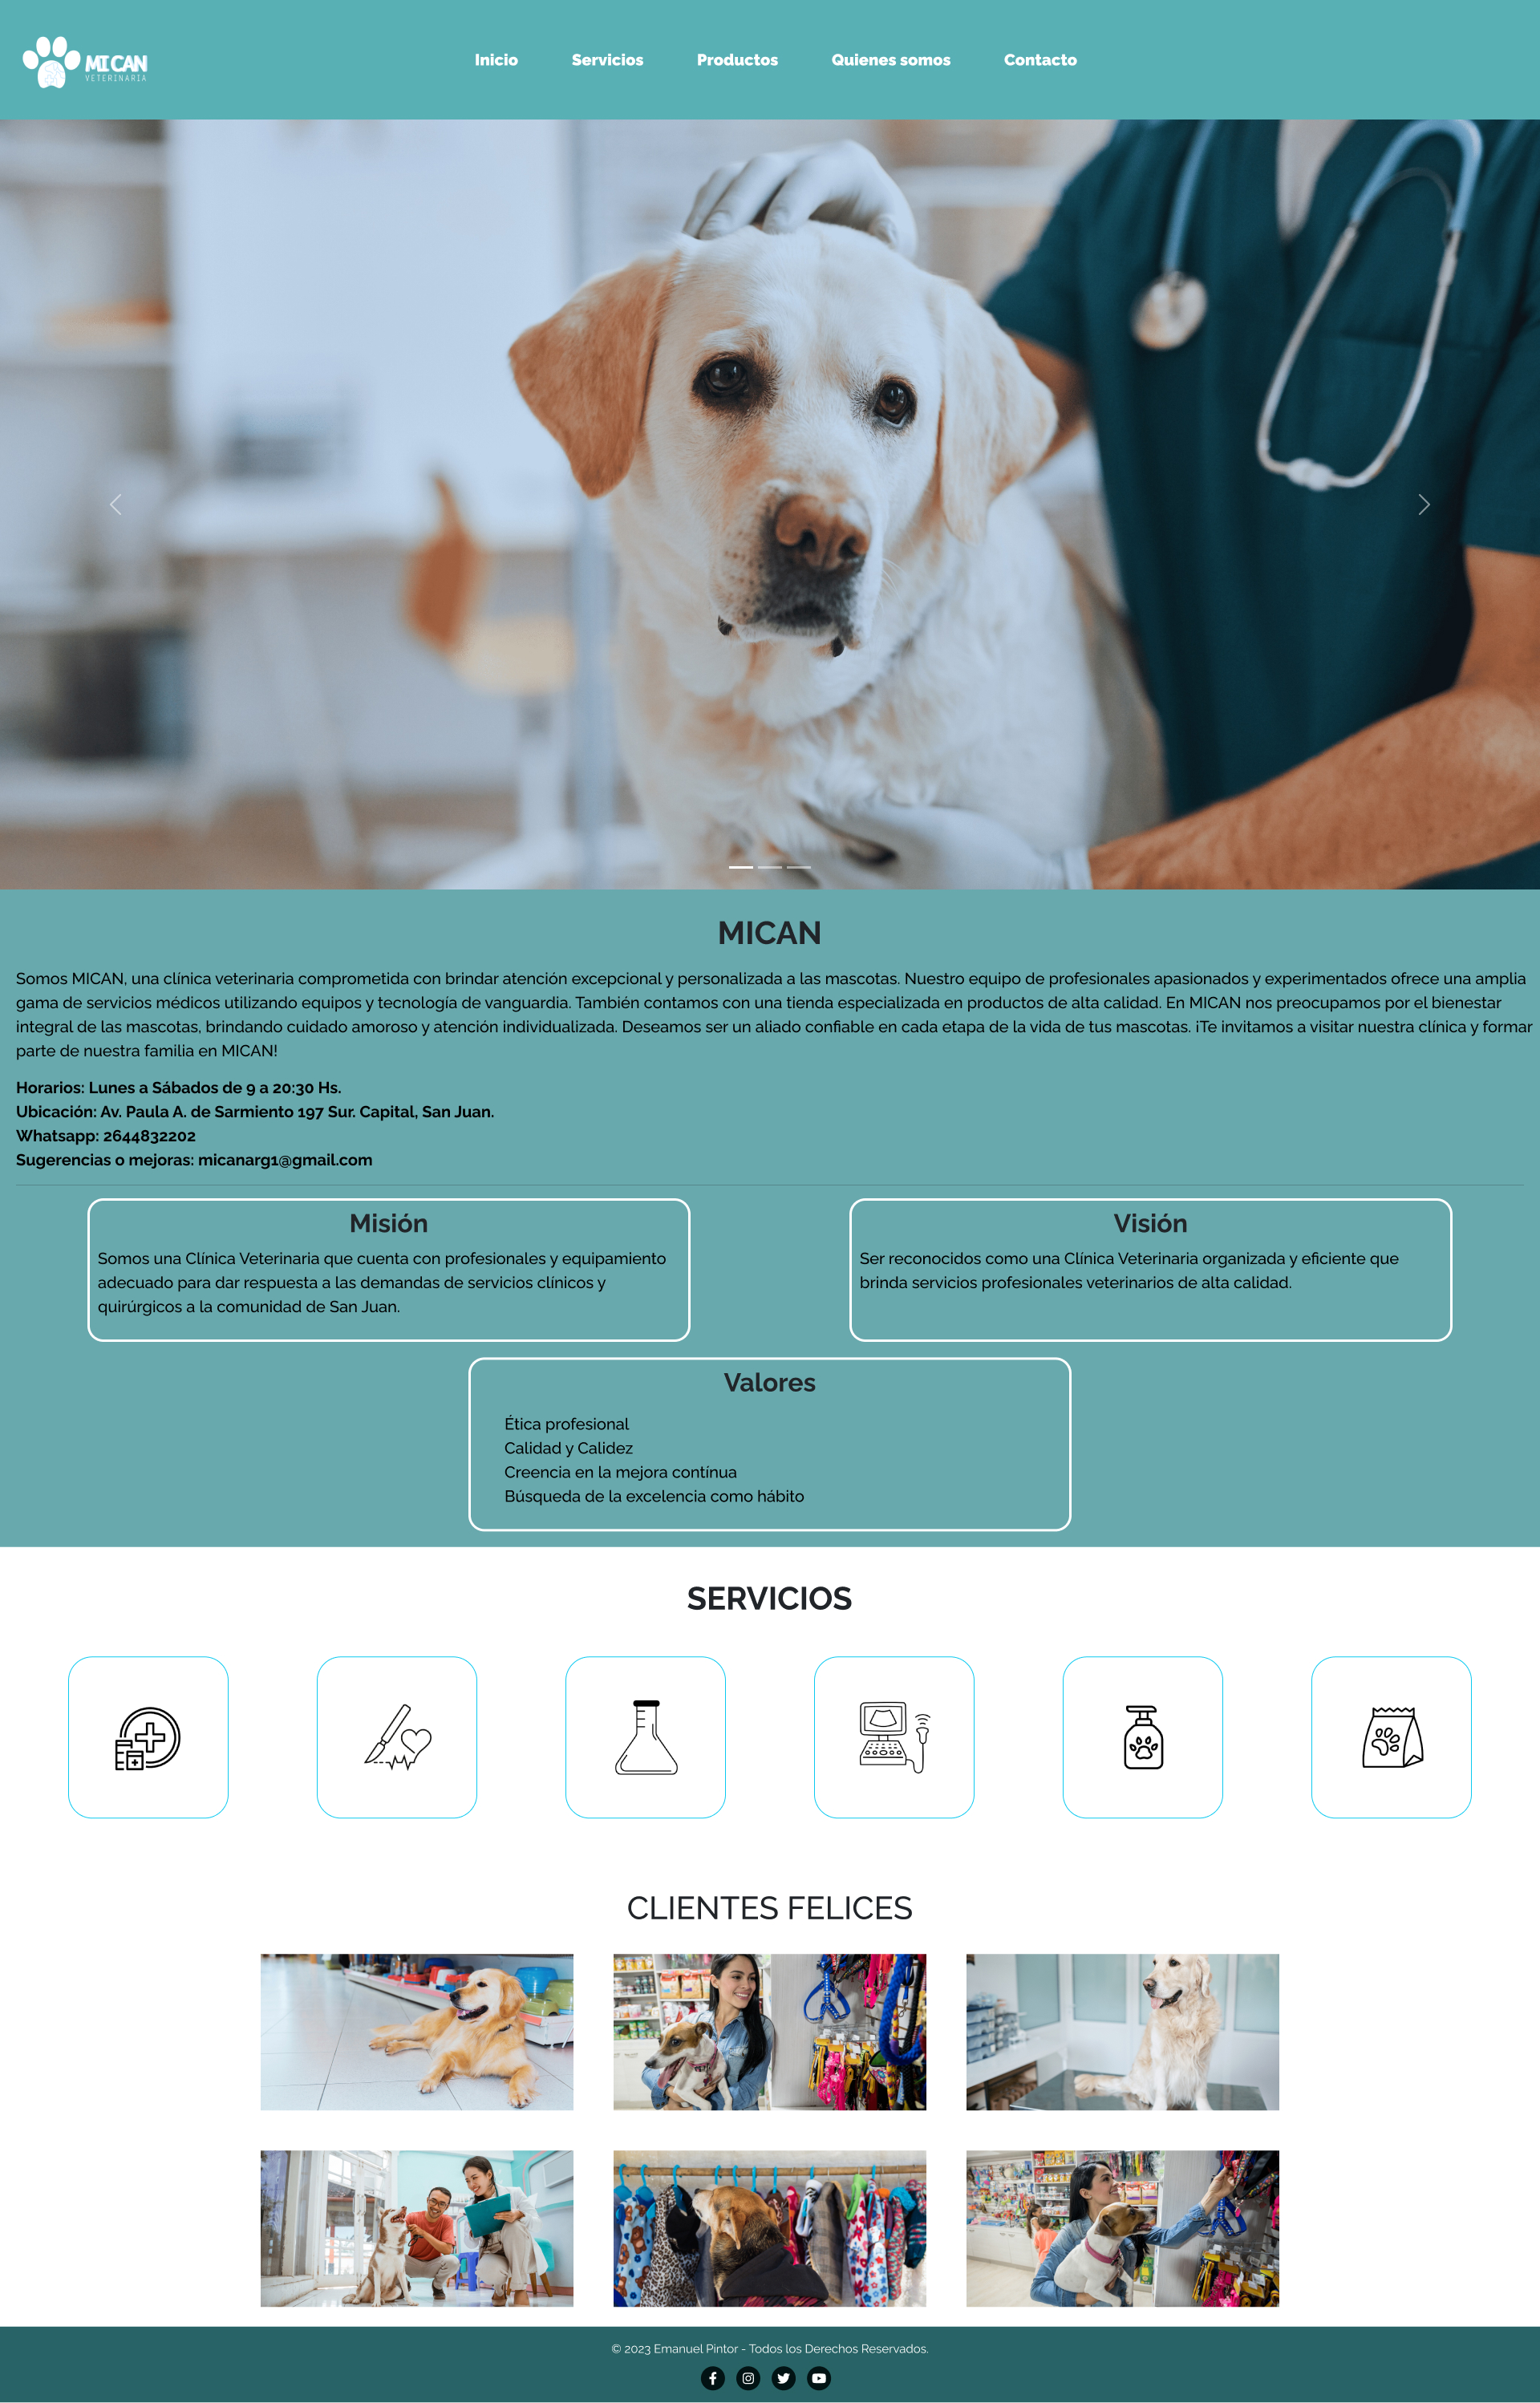 MI CAN
VETERINARIA
Inicio
Servicios
Productos
Quienes somos
Contacto
MICAN
Somos MICAN, una clínica veterinaria comprometida con brindar atención excepcional y personalizada a las mascotas. Nuestro equipo de profesionales apasionados y experimentados ofrece una amplia
gama de servicios médicos utilizando equipos y tecnología de vanguardia. También contamos con una tienda especializada en productos de alta calidad. En MICAN nos preocupamos por el bienestar
integral de las mascotas, brindando cuidado amoroso y atención individualizada. Deseamos ser un aliado confiable en cada etapa de la vida de tus mascotas. ¡Te invitamos a visitar nuestra clínica y formar
parte de nuestra familia en MICAN!
Horarios: Lunes a Sábados de 9 a 20:30 Hs.
Ubicación: Av. Paula A. de Sarmiento 197 Sur. Capital, San Juan.
Whatsapp: 2644832202
Sugerencias o mejoras: micanarg1@gmail.com
Misión
Somos una Clínica Veterinaria que cuenta con profesionales y equipamiento
adecuado para dar respuesta a las demandas de servicios clínicos y
quirúrgicos a la comunidad de San Juan.
Visión
Ser reconocidos como una Clínica Veterinaria organizada y eficiente que
brinda servicios profesionales veterinarios de alta calidad.
Valores
Ética profesional
Calidad y Calidez
Creencia en la mejora contínua
Búsqueda de la excelencia como hábito
SERVICIOS
CLIENTES FELICES
© 2023 Emanuel Pintor - Todos los Derechos Reservados.